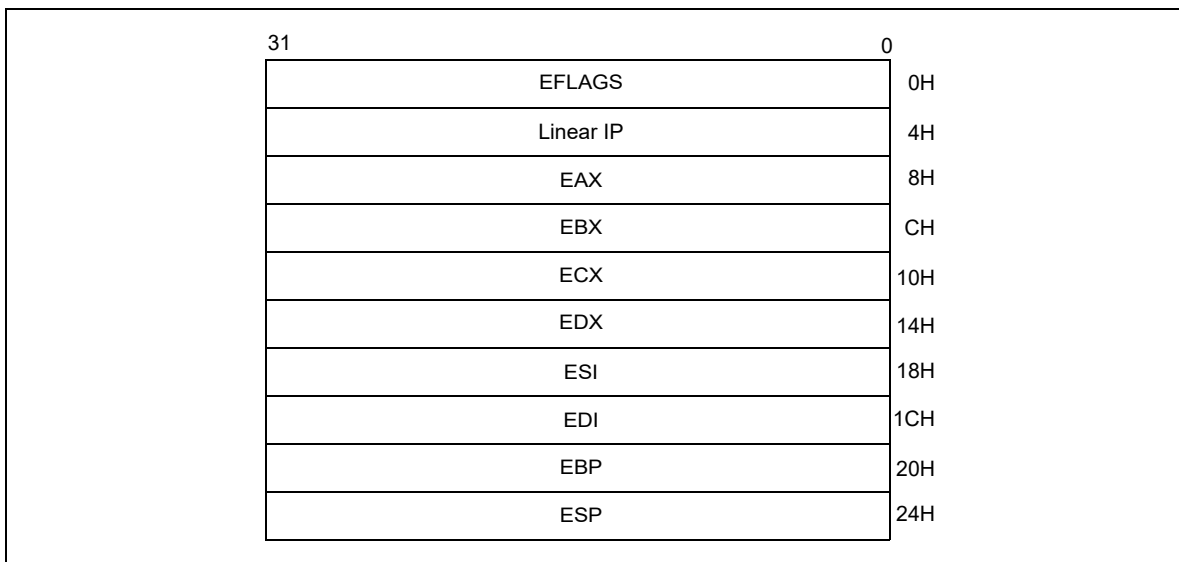 31 0
EFLAGS 0H
Linear IP 4H
EAX 8H
EBX CH
ECX 10H
EDX 14H
ESI 18H
EDI 1CH
EBP 20H
ESP 24H